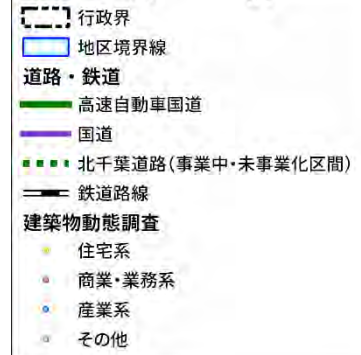 行政界
地区境界線
道路・鉄道
高速自動車国道
国道
北千葉道路(事業中・未事業化区間)
鉄道路線
建築物動態調査
住宅系
商業・業務系
産業系
その他